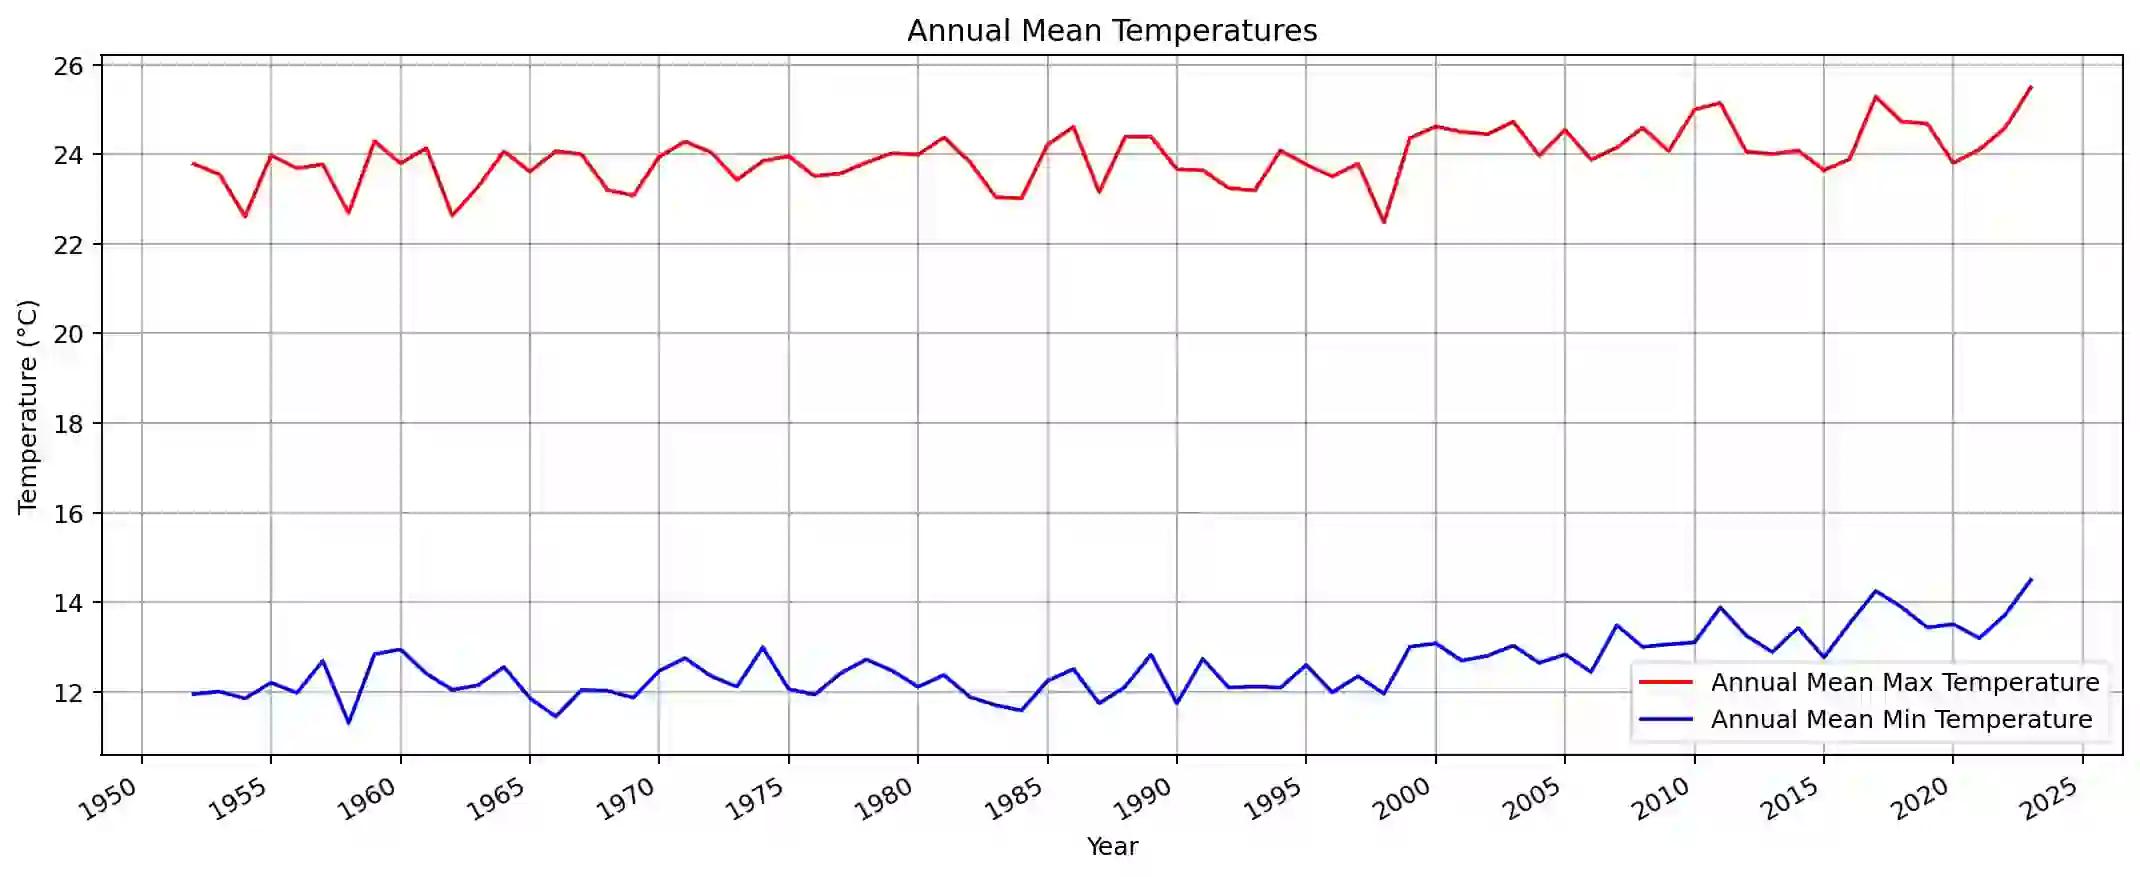 Annual Mean Temperatures
26
24
22
20
18
16
14
12
Temperature (°C)
Annual Mean Max Temperature
Annual Mean Min Temperature
1950 1955 1960 1965 1970 1975 1980 1985 1990 1995 2000 2005 2010 2015 2020 2025
Year